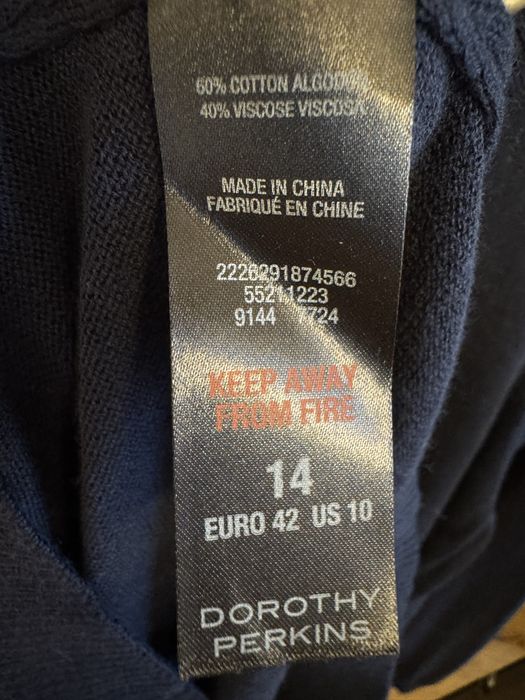 60% COTTON ALGODÓN
40% VISCOSE VISCOSA
MADE IN CHINA
FABRIQUÉ EN CHINE
2226291874566
55211223
9144
KEEP AWAY
FROM FIRE
14
EURO 42 US 10
DOROTHY
PERKINS